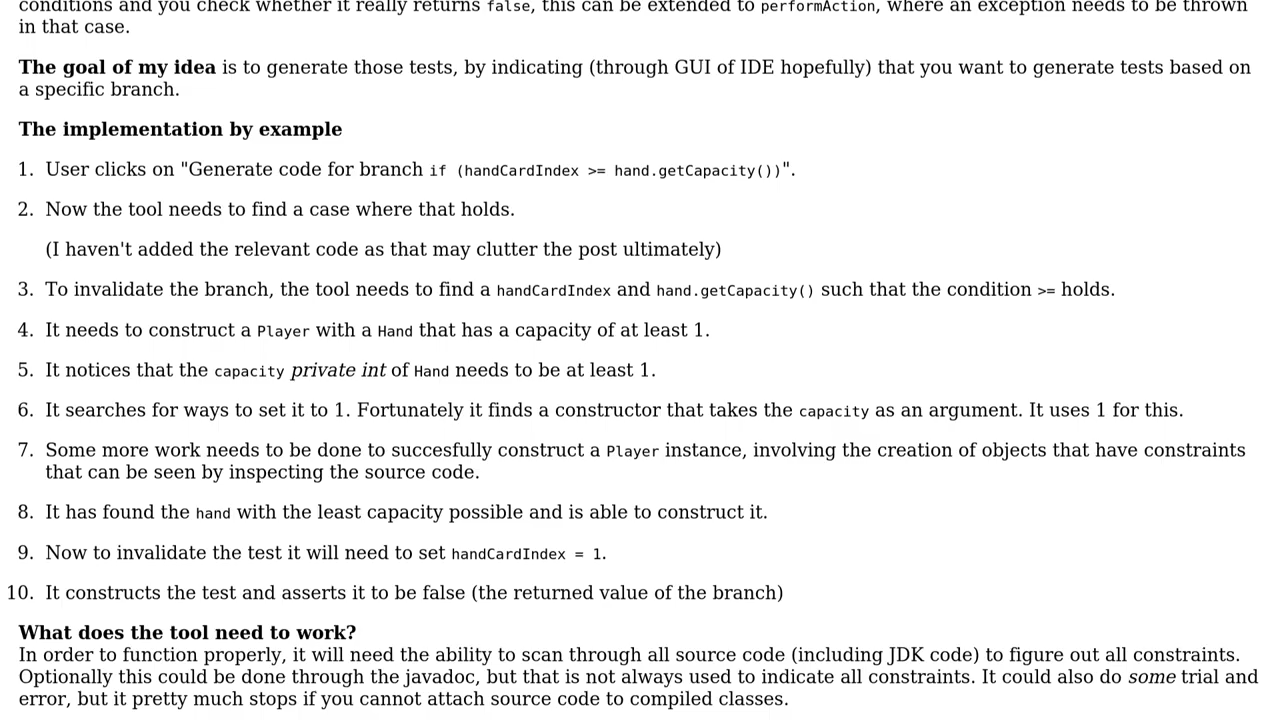 conditions and you check whether it really returns false, this can be extended to performAction, where an exception needs to be thrown
in that case.
The goal of my idea is to generate those tests, by indicating (through GUI of IDE hopefully) that you want to generate tests based on
a specific branch.
The implementation by example
1. User clicks on "Generate code for branch if (handCardIndex >= hand.getCapacity())".
2. Now the tool needs to find a case where that holds.
(I haven't added the relevant code as that may clutter the post ultimately)
3. To invalidate the branch, the tool needs to find a handCardIndex and hand.getCapacity() such that the condition >= holds.
4. It needs to construct a Player with a Hand that has a capacity of at least 1.
5. It notices that the capacity private int of Hand needs to be at least 1.
6. It searches for ways to set it to 1. Fortunately it finds a constructor that takes the capacity as an argument. It uses 1 for this.
7. Some more work needs to be done to succesfully construct a Player instance, involving the creation of objects that have constraints
that can be seen by inspecting the source code.
8. It has found the hand with the least capacity possible and is able to construct it.
9. Now to invalidate the test it will need to set handCardIndex = 1.
10. It constructs the test and asserts it to be false (the returned value of the branch)
What does the tool need to work?
In order to function properly, it will need the ability to scan through all source code (including JDK code) to figure out all constraints.
Optionally this could be done through the javadoc, but that is not always used to indicate all constraints. It could also do some trial and
error, but it pretty much stops if you cannot attach source code to compiled classes.